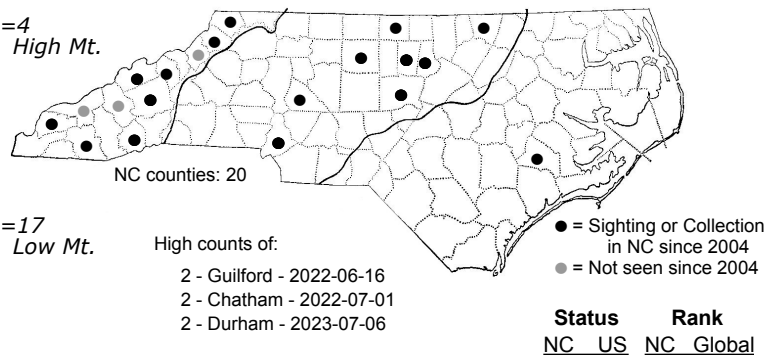 =4
High Mt.
NC counties: 20
=17
Low Mt.
High counts of:
2 - Guilford - 2022-06-16
2 - Chatham - 2022-07-01
2 - Durham - 2023-07-06
= Sighting or Collection
in NC since 2004
= Not seen since 2004
Status Rank
NC US NC Global